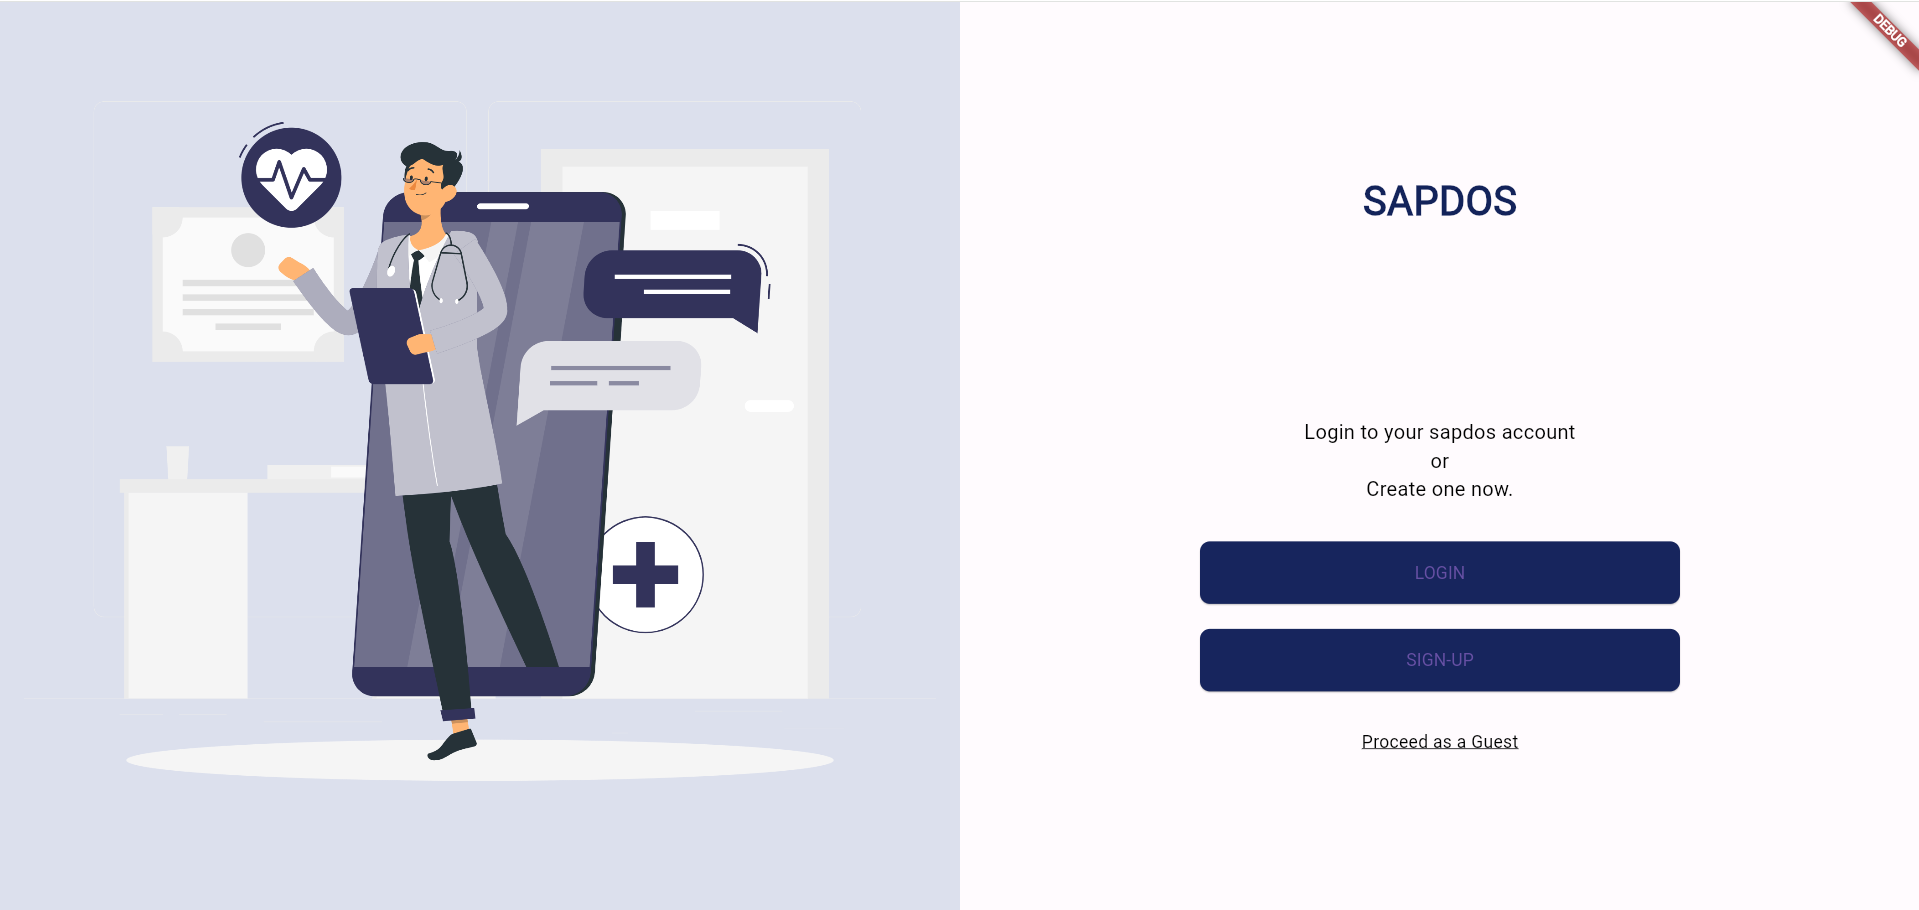 DEBUG
SAPDOS
Login to your sapdos account
or
Create one now.
LOGIN
SIGN-UP
Proceed as a Guest